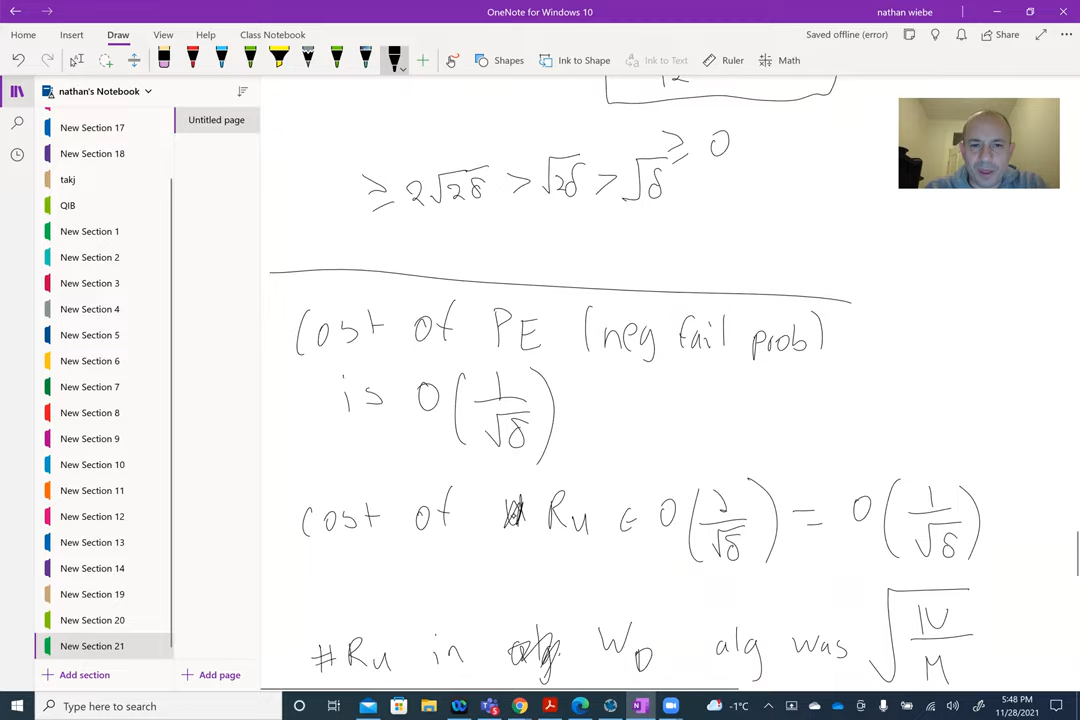 OneNote for Windows 10
nathan wiebe
Home Insert Draw View Help Class Notebook
Saved offline (error)
Share
Shapes
Ink to Shape
Ink to Text
Ruler
Math
nathan's Notebook
Untitled page
New Section 17
New Section 18
takj
QIB
New Section 1
New Section 2
New Section 3
New Section 4
New Section 5
New Section 6
New Section 7
New Section 8
New Section 9
New Section 10
New Section 11
New Section 12
New Section 13
New Section 14
New Section 19
New Section 20
New Section 21
Add section
Add page
12
≥ 2√2δ > √2δ > √δ ≥ 0
Cost of PE (neg fail prob)
is O(1/√δ)
Cost of Ru ∈ O(2/√δ) = O(1/√δ)
#Ru in W_D alg was √(N/M)
Type here to search
-1°C
5:48 PM
11/28/2021